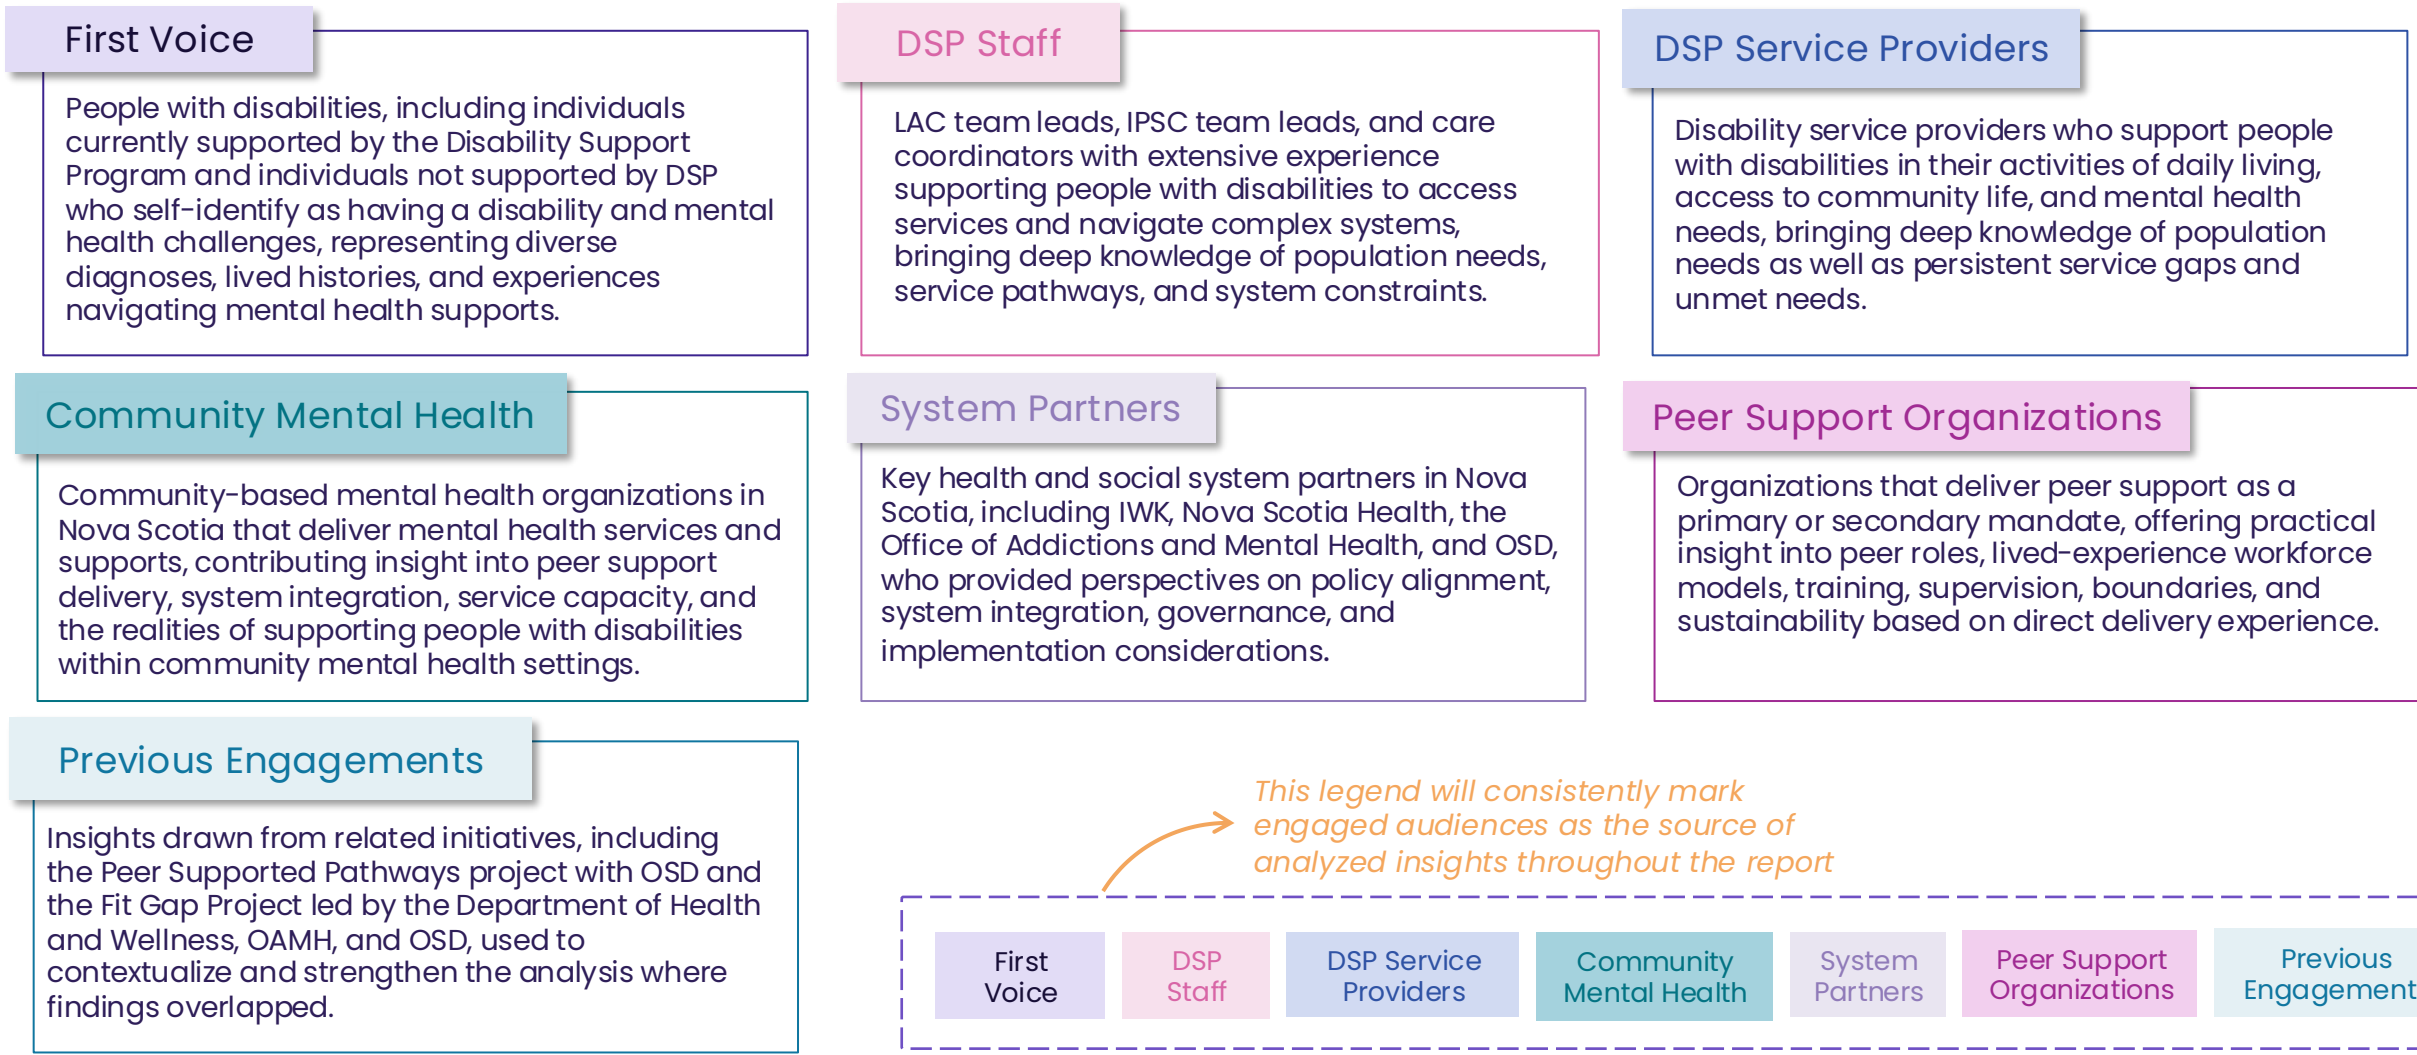 First Voice
People with disabilities, including individuals
currently supported by the Disability Support
Program and individuals not supported by DSP
who self-identify as having a disability and mental
health challenges, representing diverse
diagnoses, lived histories, and experiences
navigating mental health supports.
DSP Staff
LAC team leads, IPSC team leads, and care
coordinators with extensive experience
supporting people with disabilities to access
services and navigate complex systems,
bringing deep knowledge of population needs,
service pathways, and system constraints.
DSP Service Providers
Disability service providers who support people
with disabilities in their activities of daily living,
access to community life, and mental health
needs, bringing deep knowledge of population
needs as well as persistent service gaps and
unmet needs.
Community Mental Health
Community-based mental health organizations in
Nova Scotia that deliver mental health services and
supports, contributing insight into peer support
delivery, system integration, service capacity, and
the realities of supporting people with disabilities
within community mental health settings.
System Partners
Key health and social system partners in Nova
Scotia, including IWK, Nova Scotia Health, the
Office of Addictions and Mental Health, and OSD,
who provided perspectives on policy alignment,
system integration, governance, and
implementation considerations.
Peer Support Organizations
Organizations that deliver peer support as a
primary or secondary mandate, offering practical
insight into peer roles, lived-experience workforce
models, training, supervision, boundaries, and
sustainability based on direct delivery experience.
Previous Engagements
Insights drawn from related initiatives, including
the Peer Supported Pathways project with OSD and
the Fit Gap Project led by the Department of Health
and Wellness, OAMH, and OSD, used to
contextualize and strengthen the analysis where
findings overlapped.
This legend will consistently mark
engaged audiences as the source of
analyzed insights throughout the report
First
Voice
DSP
Staff
DSP Service
Providers
Community
Mental Health
System
Partners
Peer Support
Organizations
Previous
Engagement